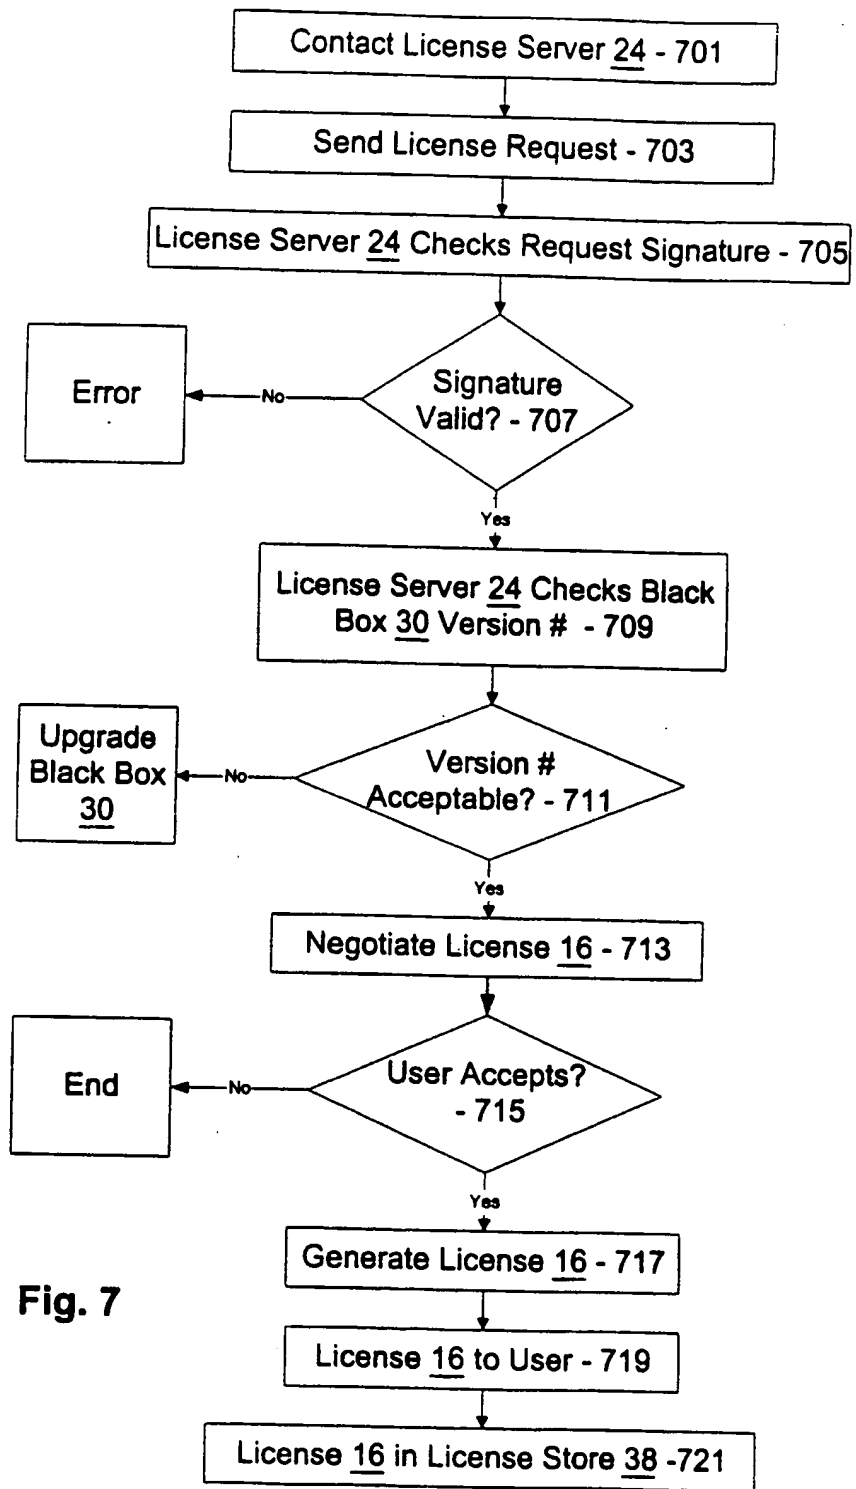 Contact License Server 24 - 701
Send License Request - 703
License Server 24 Checks Request Signature - 705
Signature
Valid? - 707
No
Error
Yes
License Server 24 Checks Black
Box 30 Version # - 709
Version #
Acceptable? - 711
No
Upgrade
Black Box
30
Yes
Negotiate License 16 - 713
User Accepts?
- 715
No
End
Yes
Generate License 16 - 717
Fig. 7
License 16 to User - 719
License 16 in License Store 38 -721